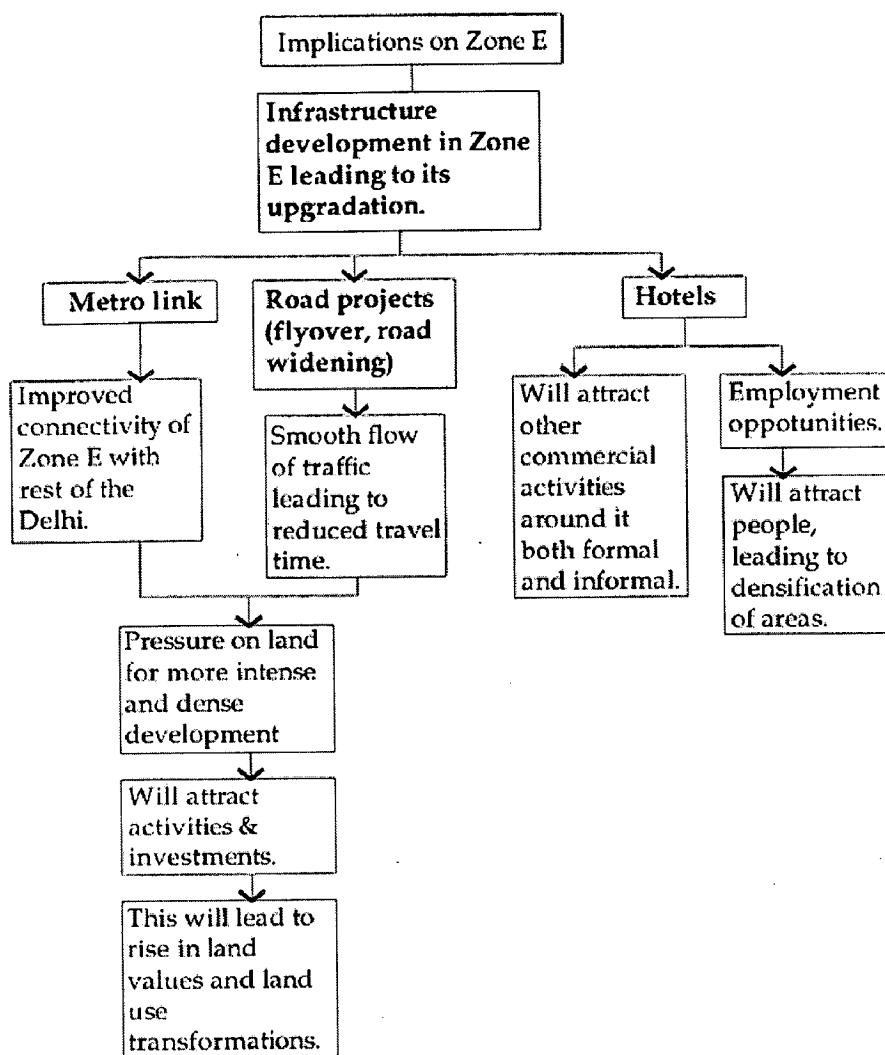 Implications on Zone E
Infrastructure
development in Zone
E leading to its
upgradation.
Metro link
Road projects
(flyover, road
widening)
Hotels
Improved
connectivity of
Zone E with
rest of the
Delhi.
Smooth flow
of traffic
leading to
reduced travel
time.
Will attract
other
commercial
activities
around it
both formal
and informal.
Employment
oppotunities.
Will attract
people,
leading to
densification
of areas.
Pressure on land
for more intense
and dense
development
Will attract
activities &
investments.
This will lead to
rise in land
values and land
use
transformations.